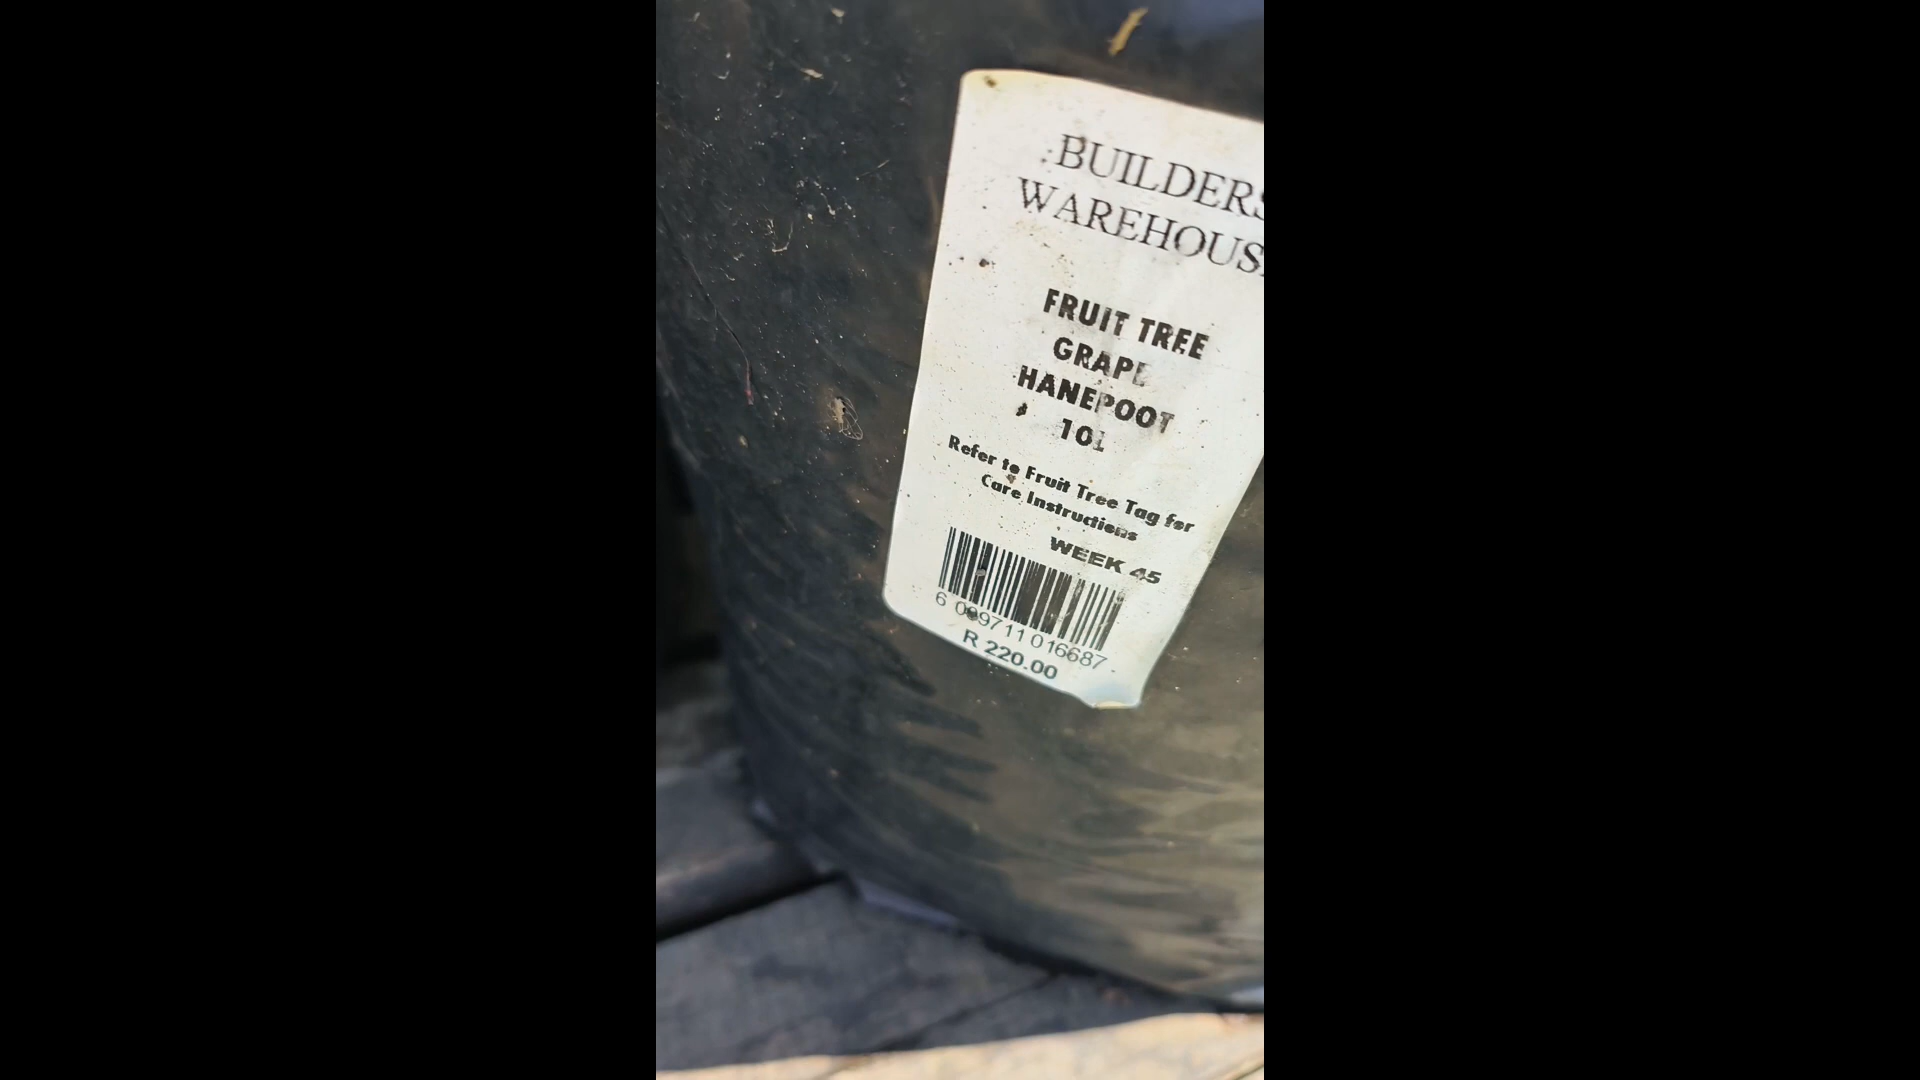 BUILDERS
WAREHOUS
FRUIT TREE
GRAPE
HANEPOOT
10L
Refer to Fruit Tree Tag for
Care Instructions
WEEK 45
6 009711 016687
R 220.00